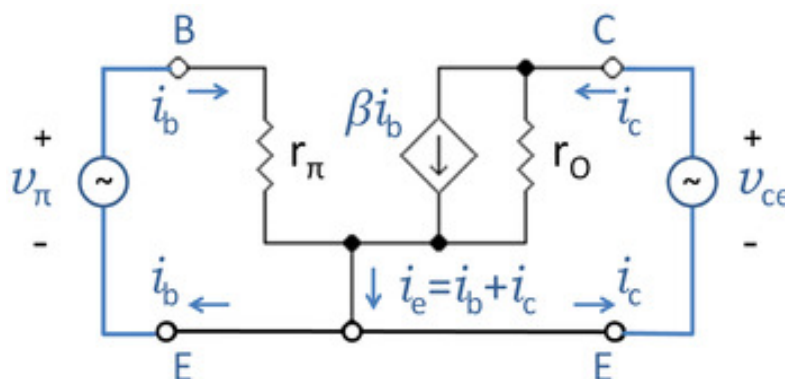 B C
i_b βi_b i_c
+ r_π r_O +
~ ~
v_π v_ce
- -
i_b i_e=i_b+i_c i_c
E E